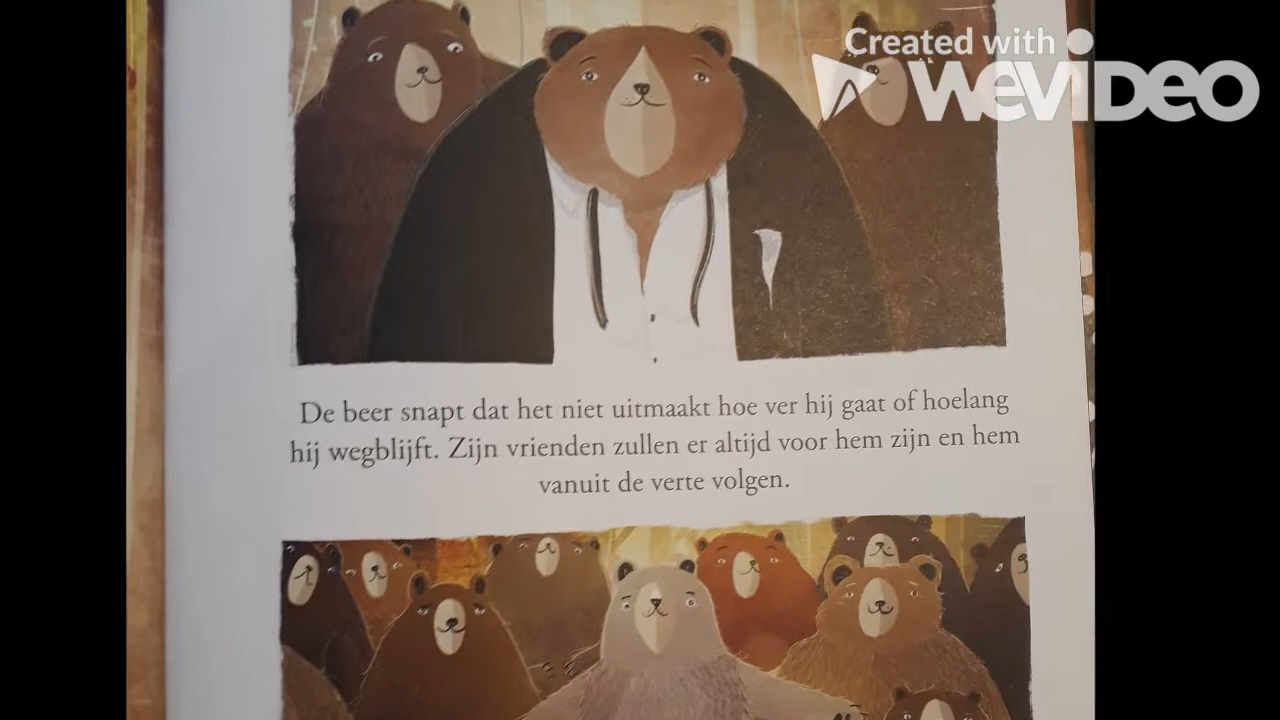 Created with
WEVIDEO
De beer snapt dat het niet uitmaakt hoe ver hij gaat of hoelang
hij wegblijft. Zijn vrienden zullen er altijd voor hem zijn en hem
vanuit de verte volgen.